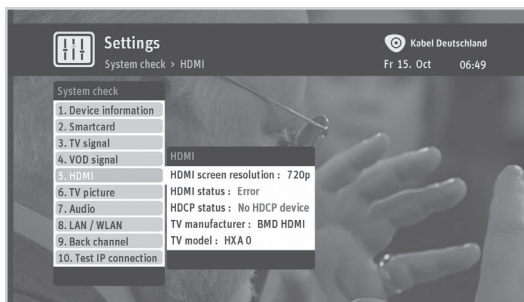 Settings
System check > HDMI
Kabel Deutschland
Fr 15. Oct 06:49
System check
1. Device information
2. Smartcard
3. TV signal
4. VOD signal
5. HDMI
6. TV picture
7. Audio
8. LAN / WLAN
9. Back channel
10. Test IP connection
HDMI
HDMI screen resolution : 720p
HDMI status : Error
HDCP status : No HDCP device
TV manufacturer : BMD HDMI
TV model : HXA 0